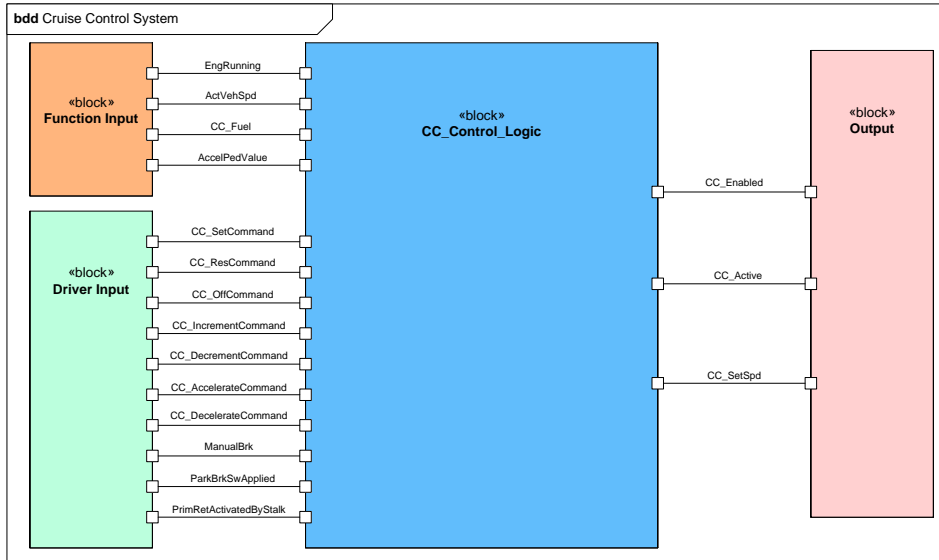 bdd Cruise Control System
«block»
Function Input
EngRunning
ActVehSpd
CC_Fuel
AccelPedValue
«block»
CC_Control_Logic
«block»
Output
CC_Enabled
CC_Active
CC_SetSpd
«block»
Driver Input
CC_SetCommand
CC_ResCommand
CC_OffCommand
CC_IncrementCommand
CC_DecrementCommand
CC_AccelerateCommand
CC_DecelerateCommand
ManualBrk
ParkBrkSwApplied
PrimRetActivatedByStalk